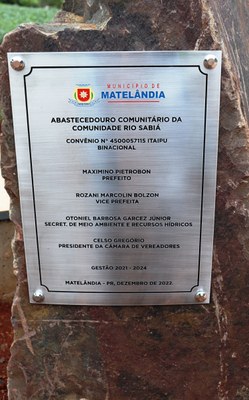 MUNICÍPIO DE
MATELÂNDIA
ABASTECEDOURO COMUNITÁRIO DA
COMUNIDADE RIO SABIÁ
CONVÊNIO Nº 4500057115 ITAIPU
BINACIONAL
MAXIMINO PIETROBON
PREFEITO
ROZANI MARCOLIN BOLZON
VICE PREFEITA
OTONIEL BARBOSA GARCEZ JÚNIOR
SECRET. DE MEIO AMBIENTE E RECURSOS HÍDRICOS
CELSO GREGÓRIO
PRESIDENTE DA CÂMARA DE VEREADORES
GESTÃO 2021 - 2024
MATELÂNDIA - PR, DEZEMBRO DE 2022